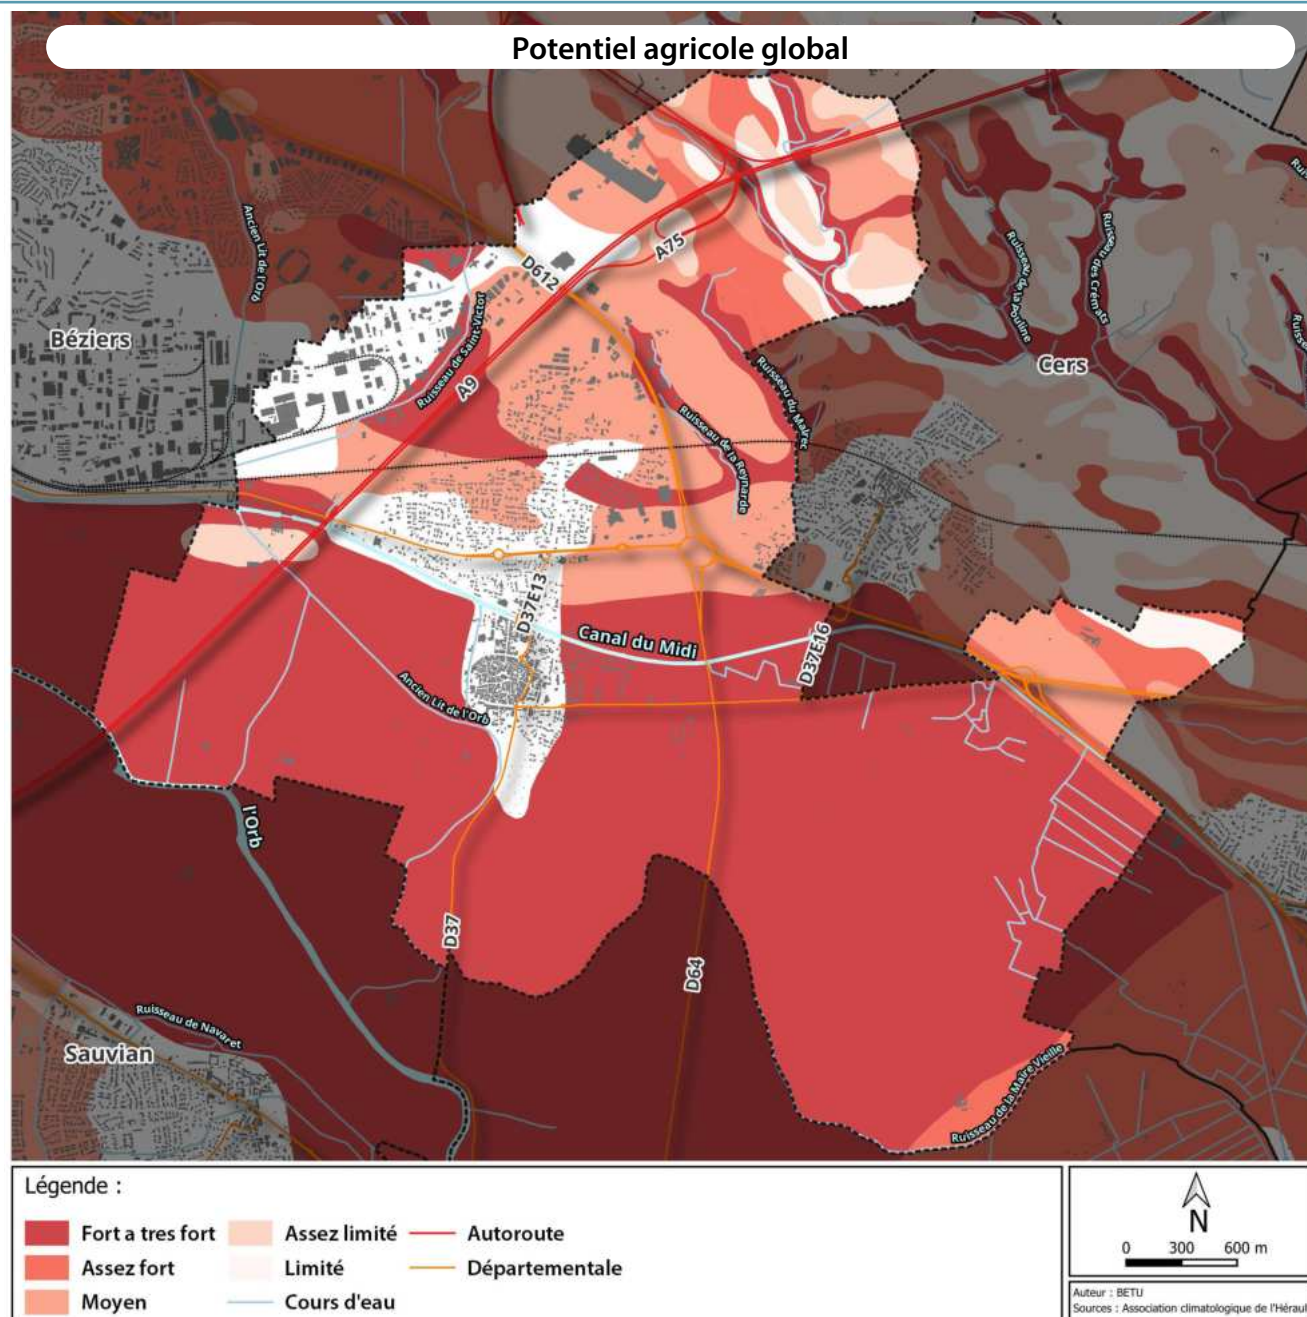 Potentiel agricole global
A75
D612
Ancien Lit de l'Orb
Béziers
Ruisseau de Saint-Victor
A9
Ruisseau de la Pouline
Ruisseau des Crémats
Cers
Ruisseau du Malrec
Ruisseau de la Reynarde
D37E13
Canal du Midi
D37E16
Ancien Lit de l'Orb
l'Orb
D37
D64
Ruisseau de Navaret
Sauvian
Ruisseau de la Maire Vieille
Légende :
Fort a tres fort
Assez fort
Moyen
Assez limité
Limité
Cours d'eau
Autoroute
Départementale
N
0 300 600 m
Auteur : BETU
Sources : Association climatologique de l'Héraul